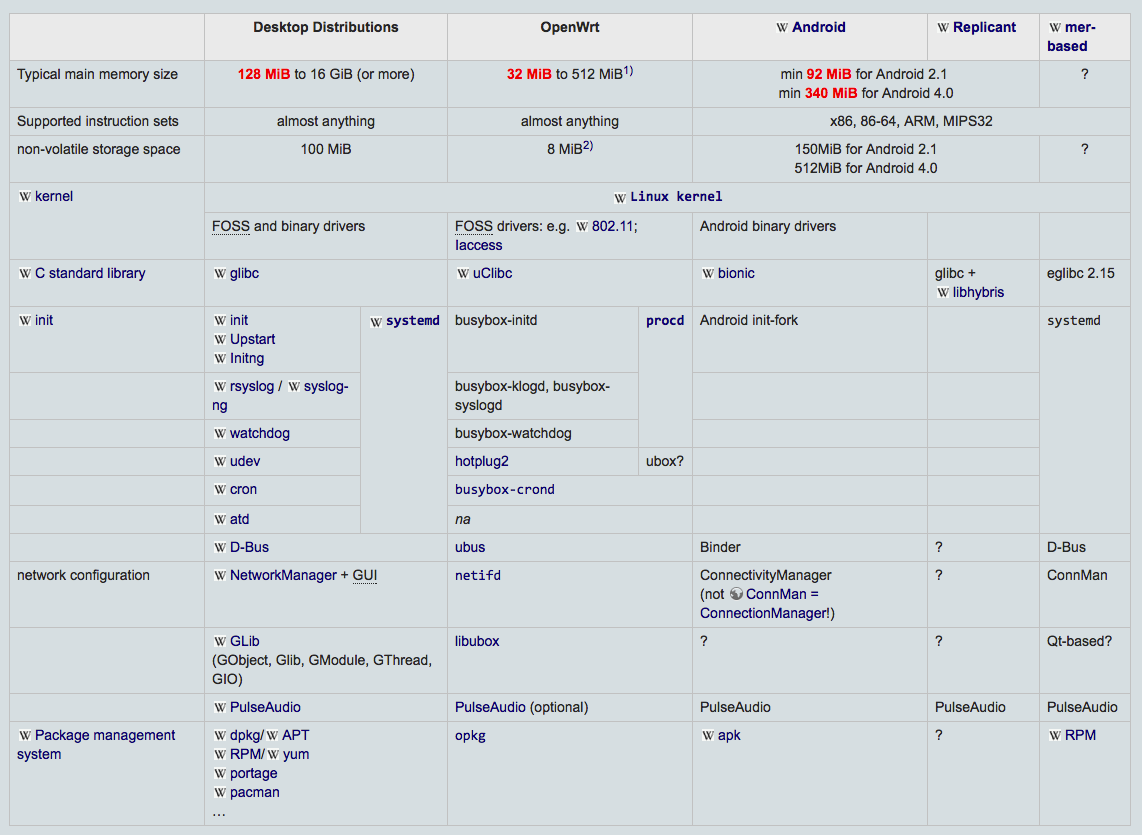 Desktop Distributions OpenWrt W Android W Replicant W mer-
based
Typical main memory size 128 MiB to 16 GiB (or more) 32 MiB to 512 MiB1) min 92 MiB for Android 2.1 ?
min 340 MiB for Android 4.0
Supported instruction sets almost anything almost anything x86, 86-64, ARM, MIPS32
non-volatile storage space 100 MiB 8 MiB2) 150MiB for Android 2.1 ?
512MiB for Android 4.0
W kernel W Linux kernel
FOSS and binary drivers FOSS drivers: e.g. W 802.11; Android binary drivers
laccess
W C standard library W glibc W uClibc W bionic glibc + eglibc 2.15
W libhybris
W init W init W systemd busybox-initd procd Android init-fork systemd
W Upstart
W Initng
W rsyslog / W syslog- busybox-klogd, busybox-
ng syslogd
W watchdog busybox-watchdog
W udev hotplug2 ubox?
W cron busybox-crond
W atd na
W D-Bus ubus Binder ? D-Bus
network configuration W NetworkManager + GUI netifd ConnectivityManager ? ConnMan
(not ConnMan =
ConnectionManager!)
W GLib libubox ? ? Qt-based?
(GObject, Glib, GModule, GThread,
GIO)
W PulseAudio PulseAudio (optional) PulseAudio PulseAudio PulseAudio
W Package management W dpkg/ W APT opkg W apk ? W RPM
system W RPM/ W yum
W portage
W pacman
...